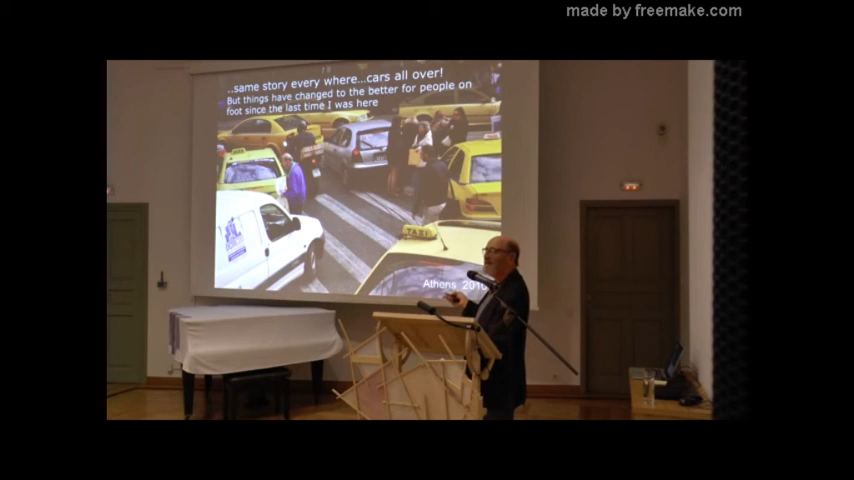 made by freemake.com
..same story every where...cars all over!
But things have changed to the better for people on
foot since the last time I was here
TAXI
Athens 2010